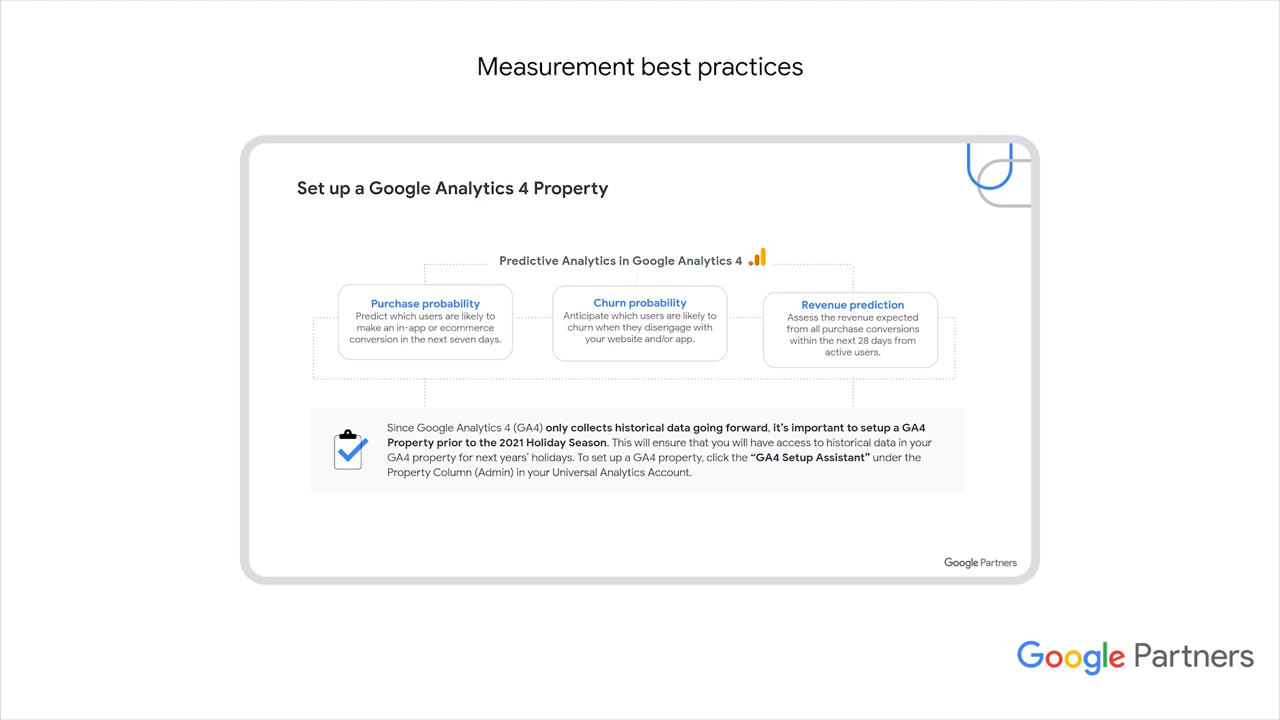 Measurement best practices
Set up a Google Analytics 4 Property
Predictive Analytics in Google Analytics 4
Purchase probability
Predict which users are likely to
make an in-app or ecommerce
conversion in the next seven days.
Churn probability
Anticipate which users are likely to
churn when they disengage with
your website and/or app.
Revenue prediction
Assess the revenue expected
from all purchase conversions
within the next 28 days from
active users.
Since Google Analytics 4 (GA4) only collects historical data going forward, it's important to setup a GA4
Property prior to the 2021 Holiday Season. This will ensure that you will have access to historical data in your
GA4 property for next years' holidays. To set up a GA4 property, click the “GA4 Setup Assistant” under the
Property Column (Admin) in your Universal Analytics Account.
Google Partners
Google Partners